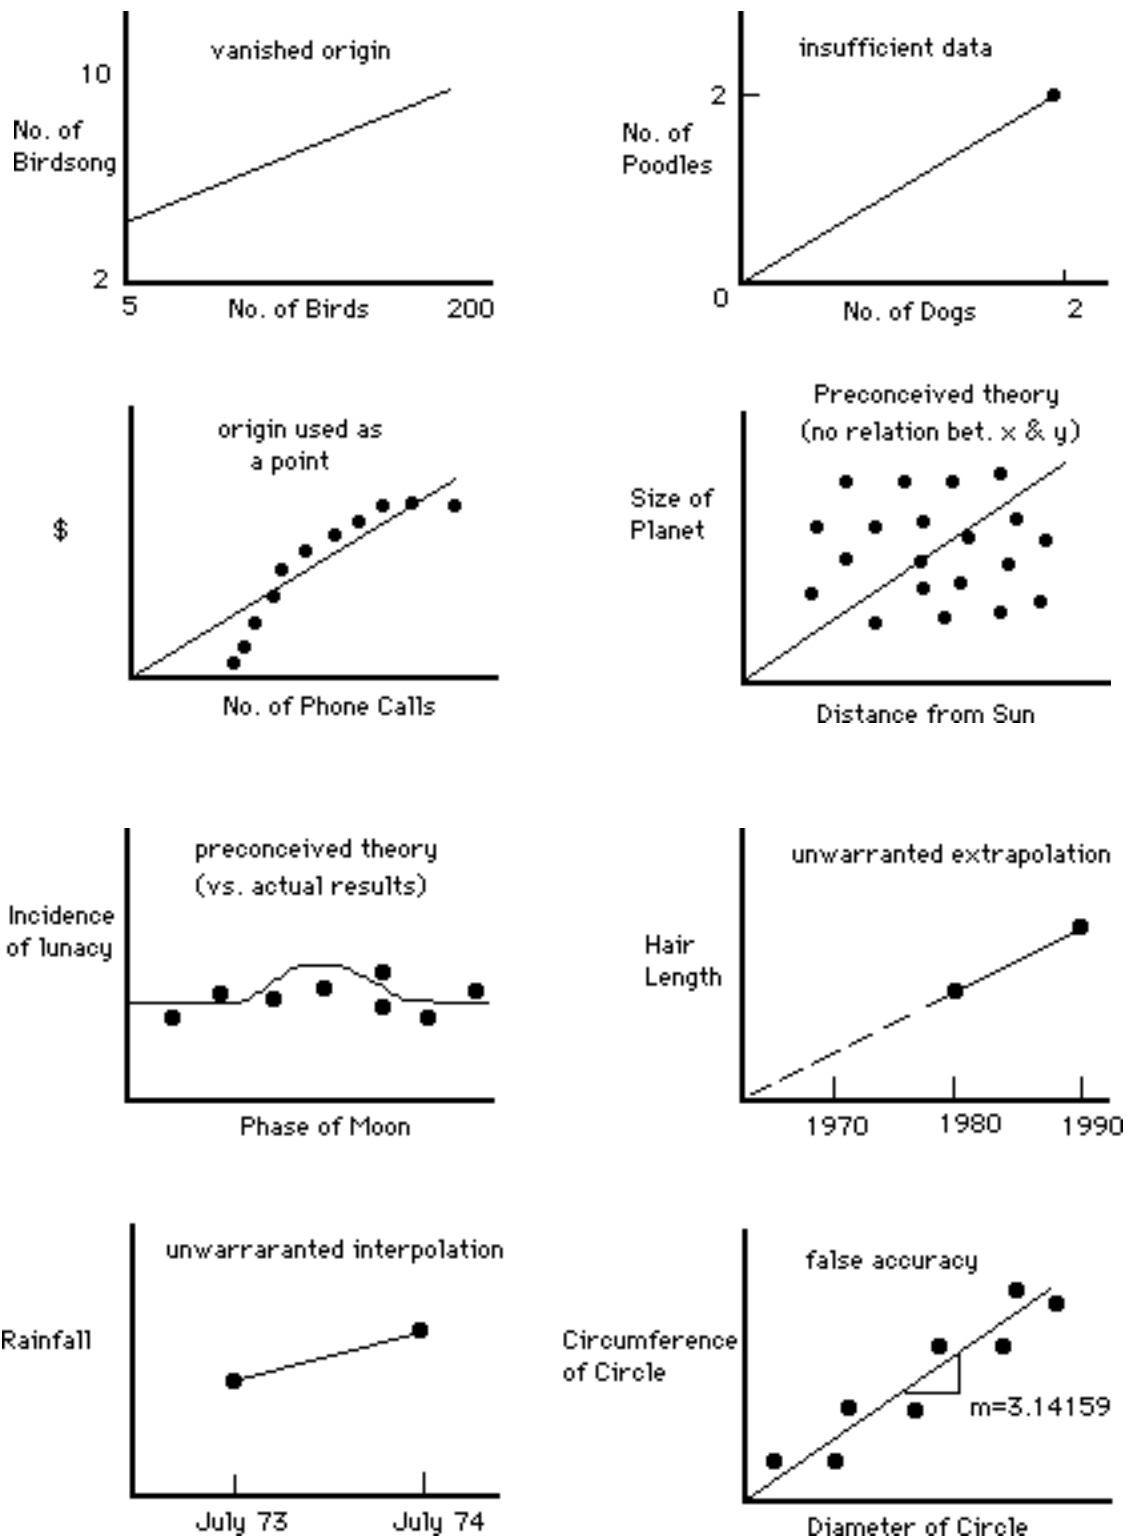 vanished origin
10
No. of
Birdsong
2
5
No. of Birds
200
insufficient data
2
No. of
Poodles
0
No. of Dogs
2
origin used as
a point
$
No. of Phone Calls
Preconceived theory
(no relation bet. x & y)
Size of
Planet
Distance from Sun
preconceived theory
(vs. actual results)
Incidence
of lunacy
Phase of Moon
unwarranted extrapolation
Hair
Length
1970
1980
1990
unwarraranted interpolation
Rainfall
July 73
July 74
false accuracy
Circumference
of Circle
m=3.14159
Diameter of Circle